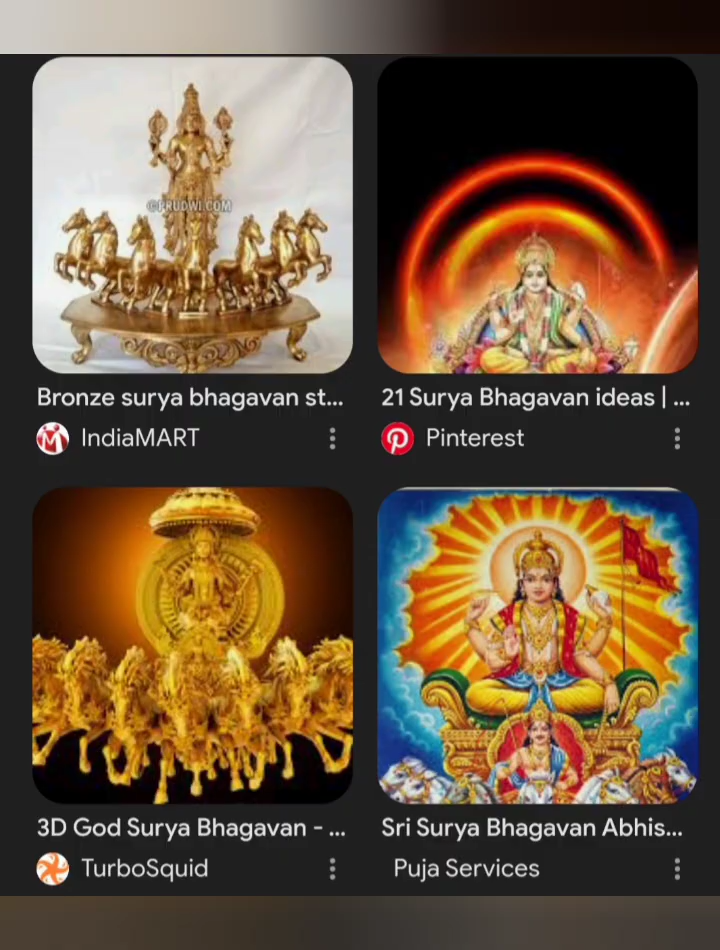 ©PRUDWI.COM
Bronze surya bhagavan st...
21 Surya Bhagavan ideas | ...
IndiaMART
Pinterest
3D God Surya Bhagavan - ...
Sri Surya Bhagavan Abhis...
TurboSquid
Puja Services